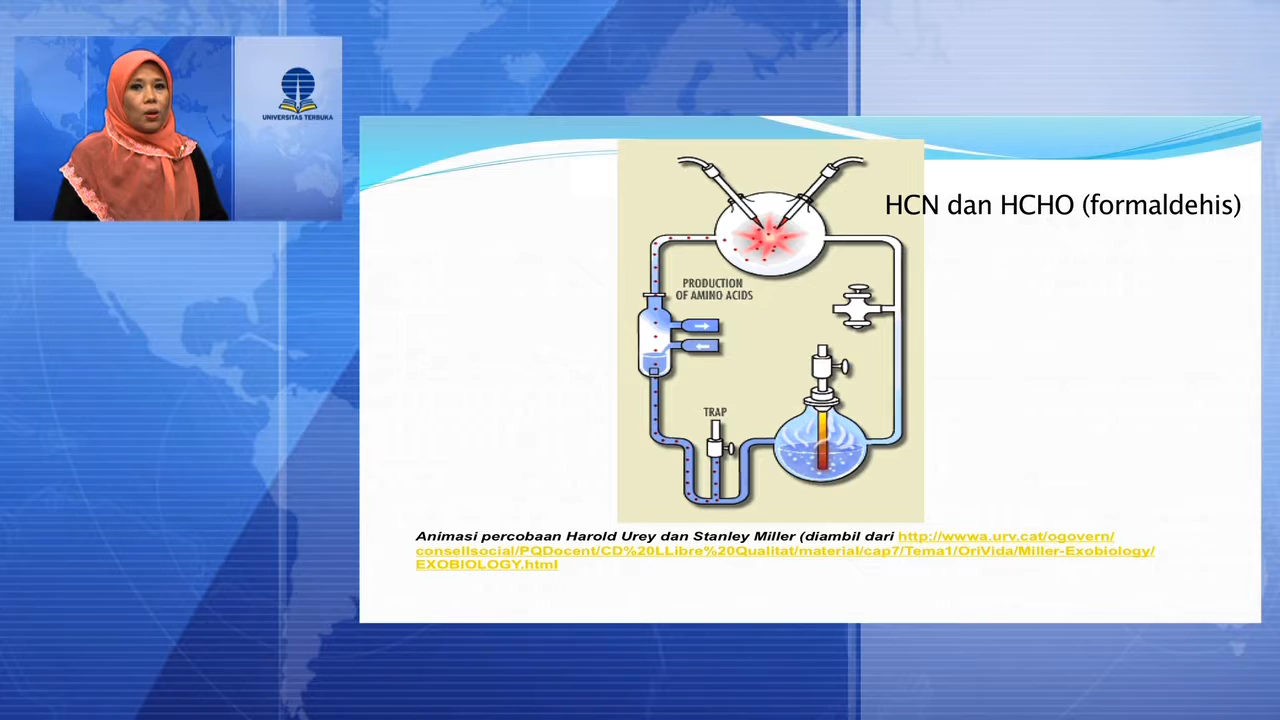 UNIVERSITAS TERBUKA
HCN dan HCHO (formaldehis)
PRODUCTION
OF AMINO ACIDS
TRAP
Animasi percobaan Harold Urey dan Stanley Miller (diambil dari http://wwwa.urv.cat/ogovern/
consellsocial/PQDocent/CD%20LLibre%20Qualitat/material/cap7/Tema1/OriVida/Miller-Exobiology/
EXOBIOLOGY.html